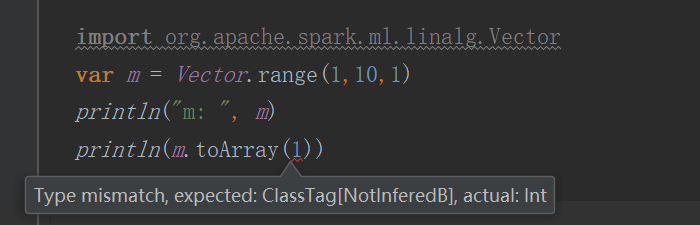 import org.apache.spark.ml.linalg.Vector
var m = Vector.range(1,10,1)
println("m: ", m)
println(m.toArray(1))
Type mismatch, expected: ClassTag[NotInferedB], actual: Int